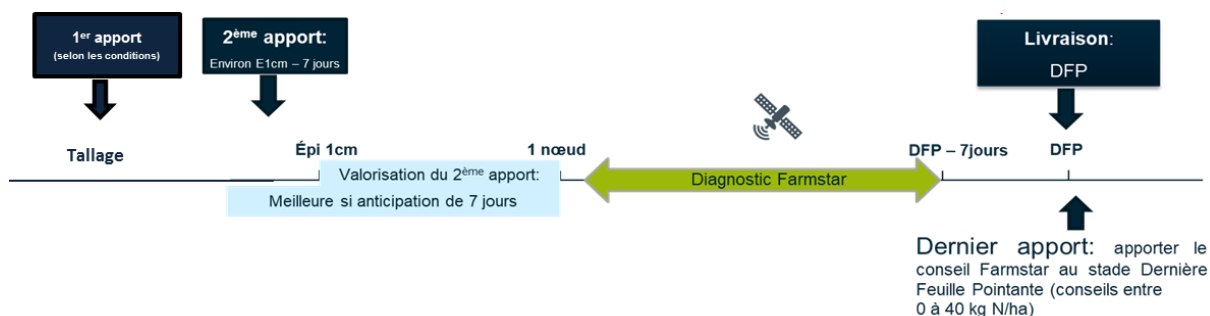 1er apport
(selon les conditions)
2ème apport:
Environ E1cm – 7 jours
Livraison:
DFP
Tallage
Épi 1cm
1 nœud
DFP – 7jours
DFP
Valorisation du 2ème apport:
Meilleure si anticipation de 7 jours
Diagnostic Farmstar
Dernier apport: apporter le
conseil Farmstar au stade Dernière
Feuille Pointante (conseils entre
0 à 40 kg N/ha)